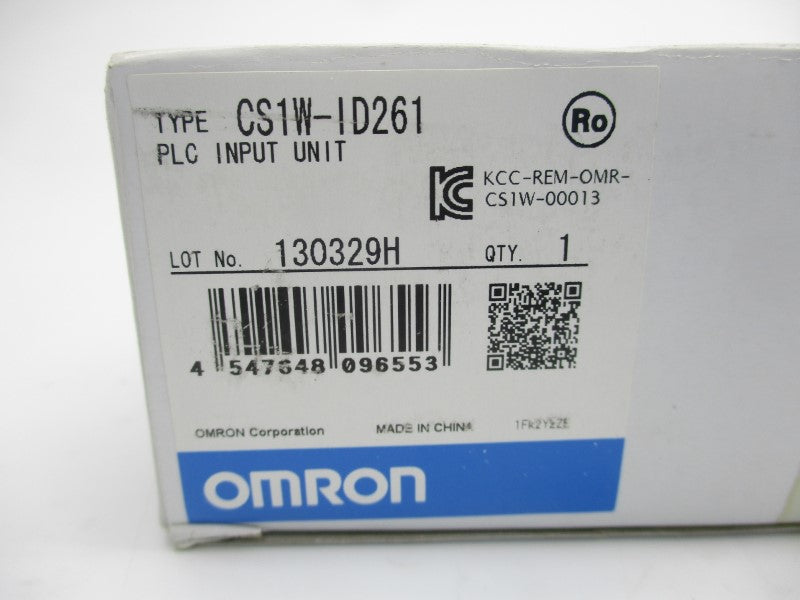 TYPE CS1W-ID261
Ro
PLC INPUT UNIT
KCC-REM-OMR-
CS1W-00013
LOT No. 130329H QTY. 1
4 547648 096553
OMRON Corporation MADE IN CHINA
OMRON